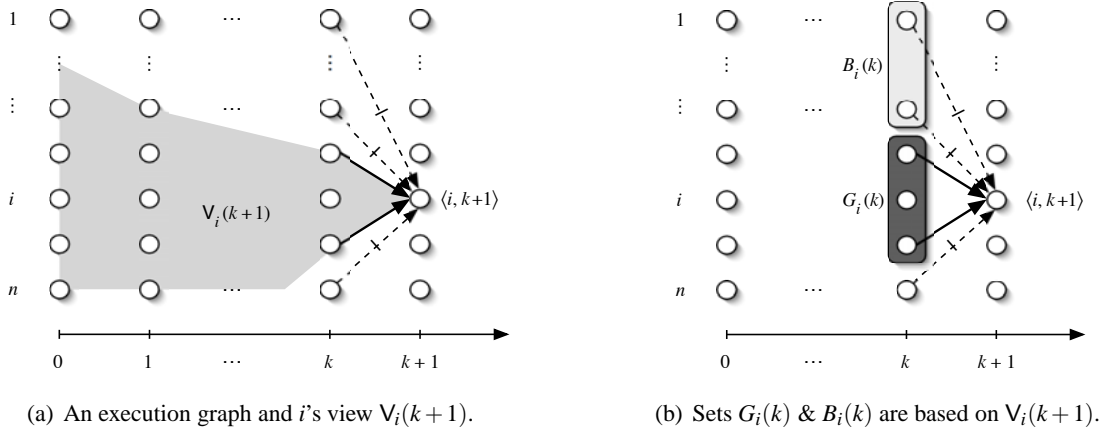 1 ⋯
⋮ ⋮ ⋮ ⋮
⋮ ⋯
i V_i(k+1) ⟨i, k+1⟩
n ⋯
0 1 ⋯ k k + 1
(a) An execution graph and i's view V_i(k + 1).
1 ⋯
⋮ B_i(k) ⋮
⋮ ⋯
i G_i(k) ⟨i, k+1⟩
n ⋯
0 ⋯ k k + 1
(b) Sets G_i(k) & B_i(k) are based on V_i(k + 1).